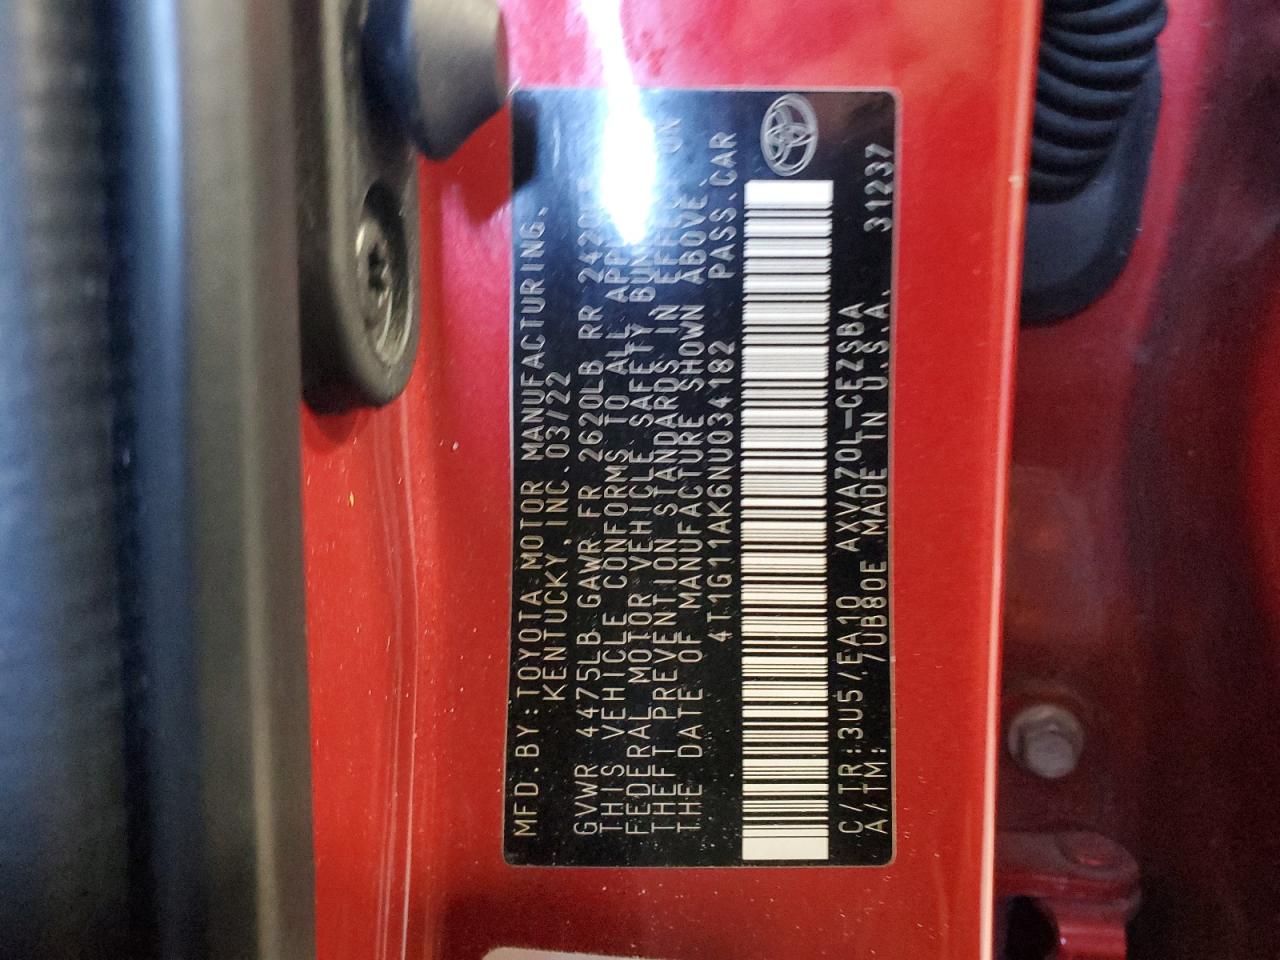 MFD.BY:TOYOTA MOTOR MANUFACTURING,
KENTUCKY,INC. 03/22
GVWR 4475LB GAWR FR 2620LB RR
THIS VEHICLE CONFORMS TO ALL
FEDERAL MOTOR VEHICLE SAFETY,
THEFT PREVENTION STANDARDS IN
THE DATE OF MANUFACTURE SHOWN ABOVE.
4T1G11AK6NU034182 PASS.CAR
C/TR:3U5/EA10 AXVA70L-CEZSBA 31237
A/TM: 7UB80E MADE IN U.S.A.